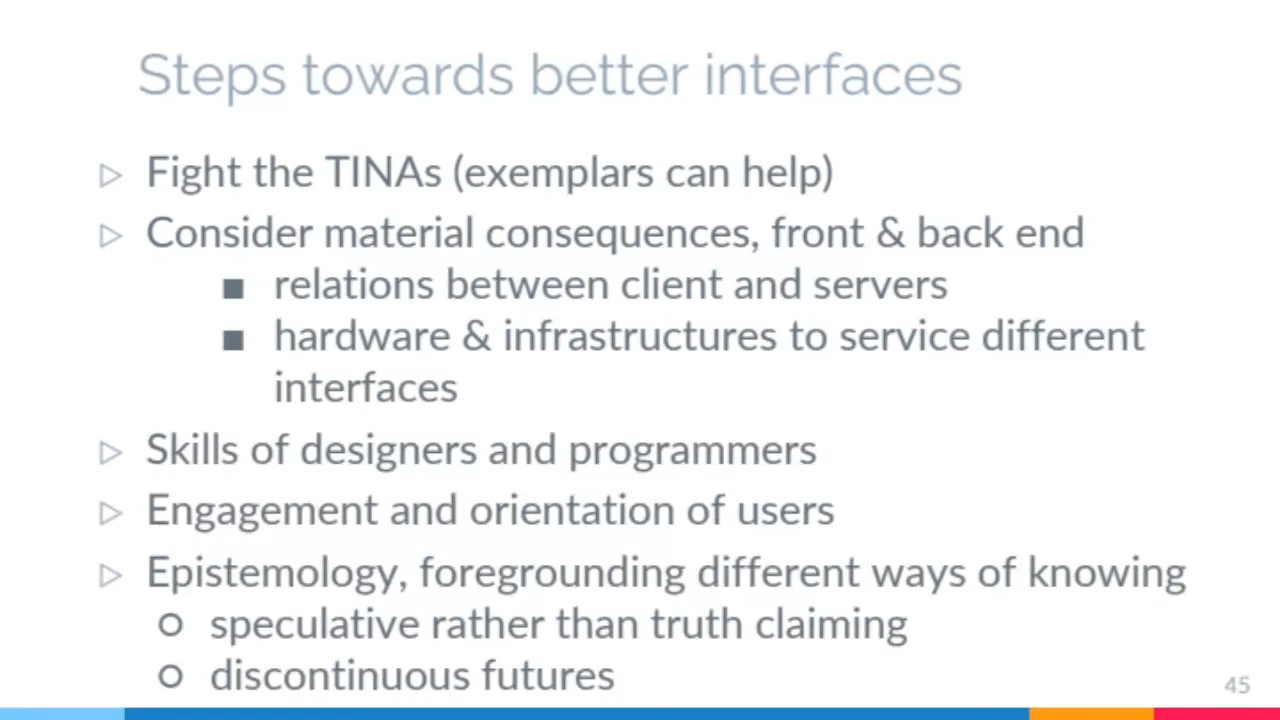 Steps towards better interfaces
▷ Fight the TINAs (exemplars can help)
▷ Consider material consequences, front & back end
■ relations between client and servers
■ hardware & infrastructures to service different
interfaces
▷ Skills of designers and programmers
▷ Engagement and orientation of users
▷ Epistemology, foregrounding different ways of knowing
○ speculative rather than truth claiming
○ discontinuous futures
45